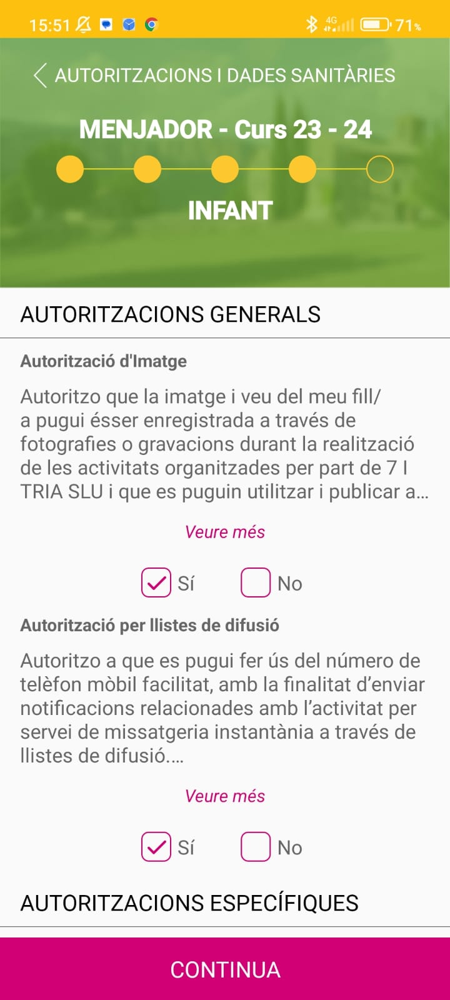 15:51
4G
71%
AUTORITZACIONS I DADES SANITÀRIES
MENJADOR - Curs 23 - 24
INFANT
AUTORITZACIONS GENERALS
Autorització d'Imatge
Autoritzo que la imatge i veu del meu fill/
a pugui ésser enregistrada a través de
fotografies o gravacions durant la realització
de les activitats organitzades per part de 7 I
TRIA SLU i que es puguin utilitzar i publicar a...
Veure més
Sí No
Autorització per llistes de difusió
Autoritzo a que es pugui fer ús del número de
telèfon mòbil facilitat, amb la finalitat d’enviar
notificacions relacionades amb l’activitat per
servei de missatgeria instantània a través de
llistes de difusió....
Veure més
Sí No
AUTORITZACIONS ESPECÍFIQUES
CONTINUA